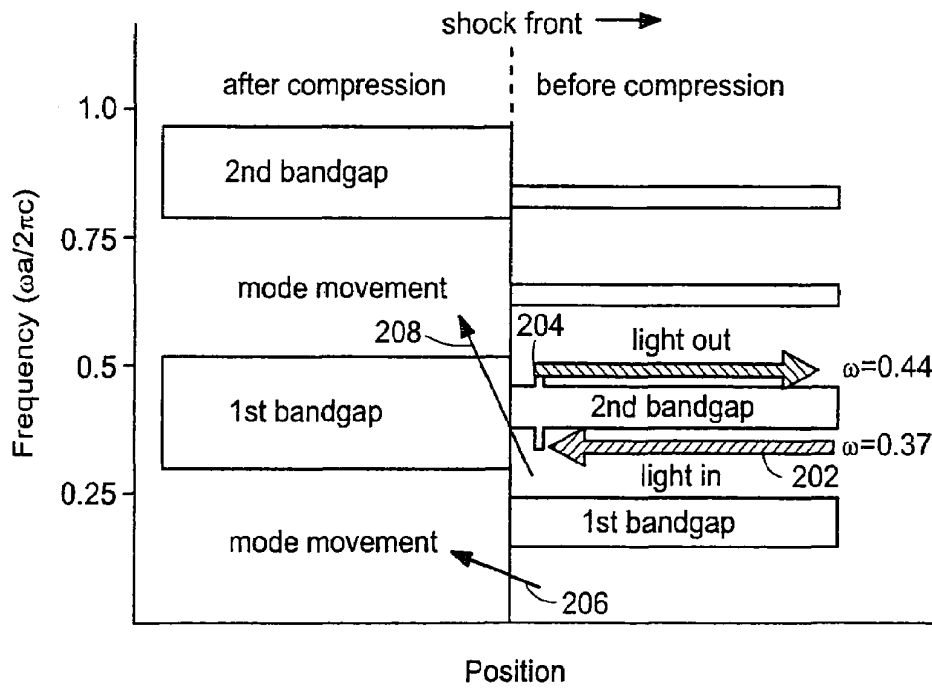 shock front
after compression
before compression
1.0
2nd bandgap
0.75
mode movement
208
204
light out
0.5
ω=0.44
1st bandgap
2nd bandgap
ω=0.37
light in
202
0.25
1st bandgap
mode movement
206
Frequency (ωa/2πc)
Position